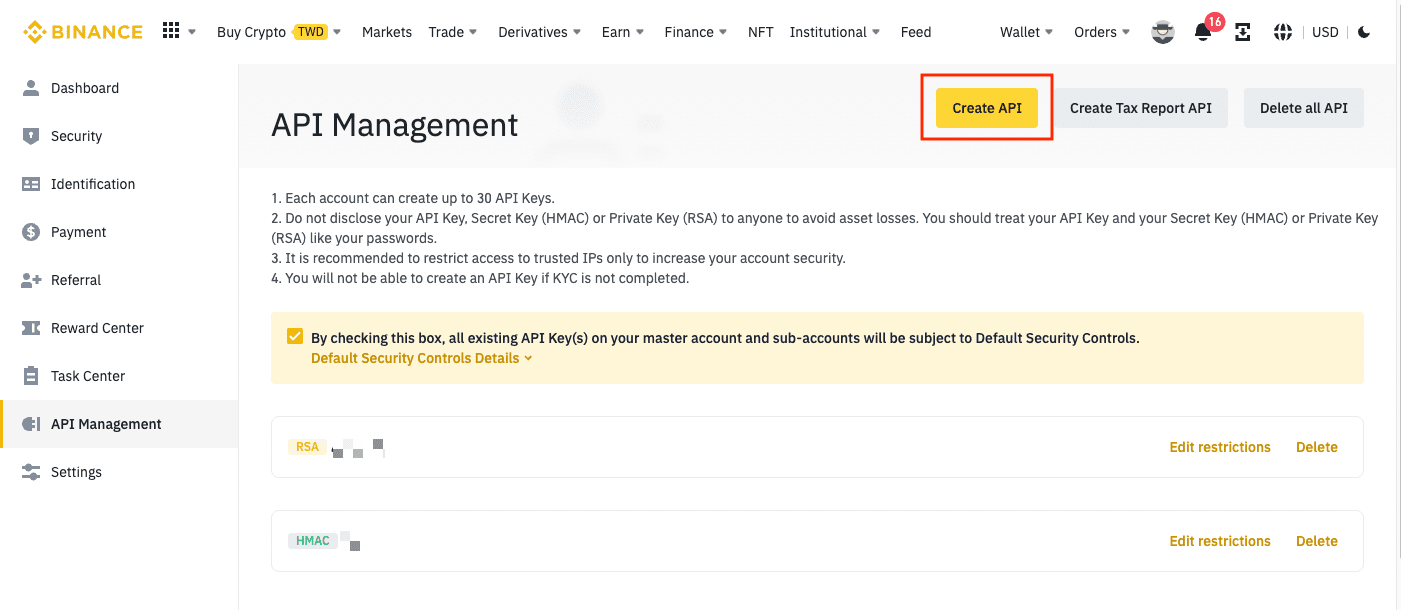 BINANCE
Buy Crypto TWD Markets Trade Derivatives Earn Finance NFT Institutional Feed Wallet Orders 16 USD
Dashboard
Security
Identification
Payment
Referral
Reward Center
Task Center
API Management
Settings
API Management
Create API Create Tax Report API Delete all API
1. Each account can create up to 30 API Keys.
2. Do not disclose your API Key, Secret Key (HMAC) or Private Key (RSA) to anyone to avoid asset losses. You should treat your API Key and your Secret Key (HMAC) or Private Key
(RSA) like your passwords.
3. It is recommended to restrict access to trusted IPs only to increase your account security.
4. You will not be able to create an API Key if KYC is not completed.
By checking this box, all existing API Key(s) on your master account and sub-accounts will be subject to Default Security Controls.
Default Security Controls Details
RSA Edit restrictions Delete
HMAC Edit restrictions Delete